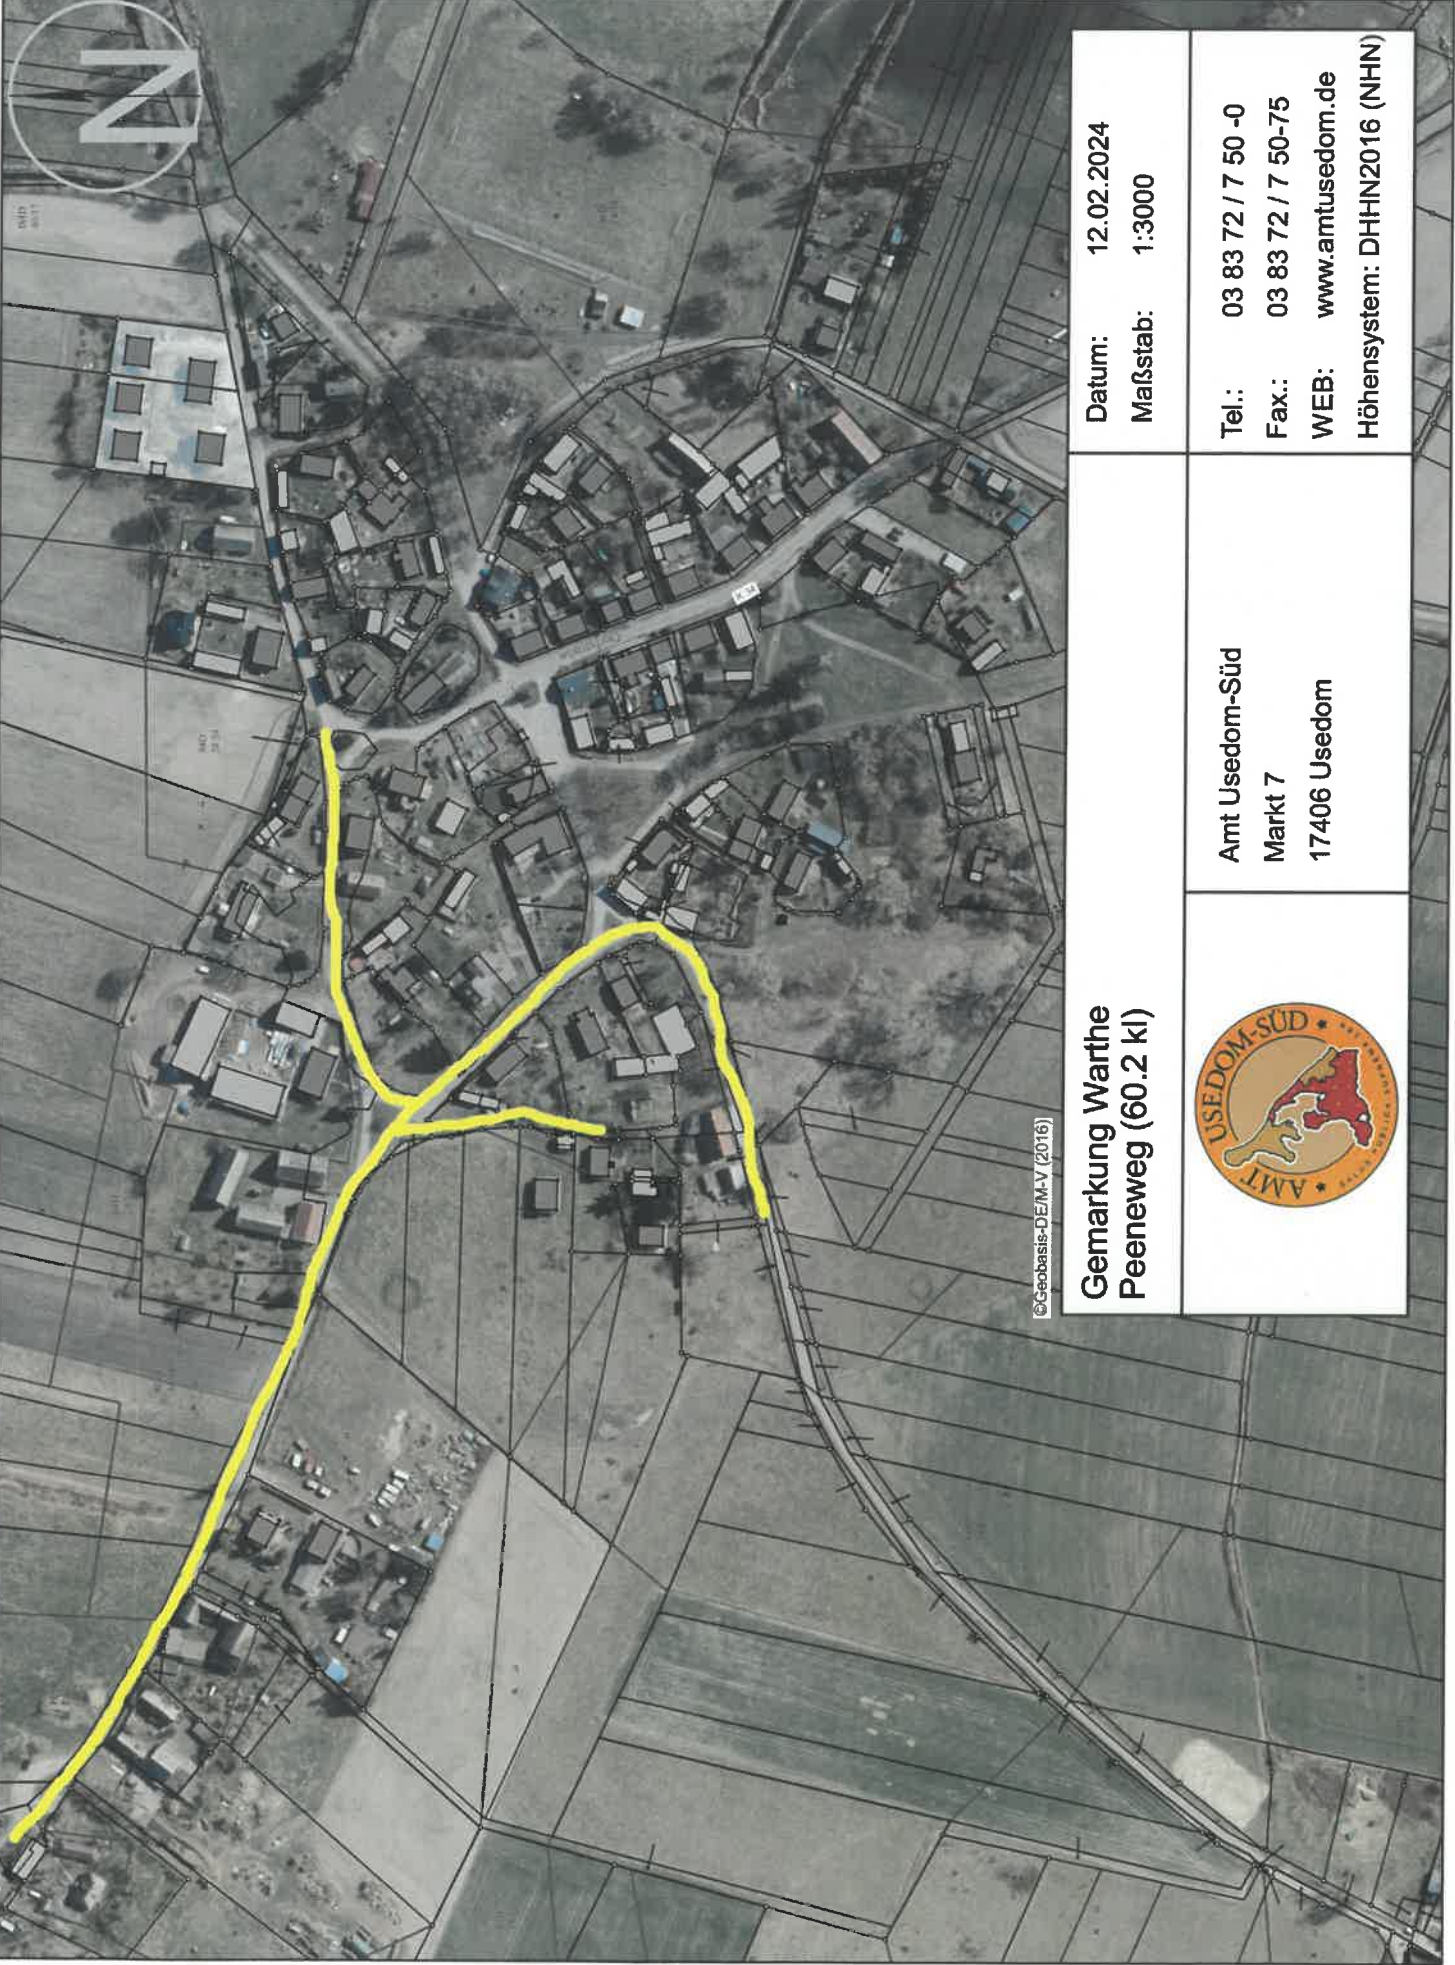 N
K 34
©Geobasis-DE/M-V (2016)
Gemarkung Warthe
Peeneweg (60.2 kl)
Datum: 12.02.2024
Maßstab: 1:3000
USEDOM-SÜD
AMT
Amt Usedom-Süd
Markt 7
17406 Usedom
Tel.: 03 83 72 / 7 50 -0
Fax.: 03 83 72 / 7 50-75
WEB: www.amtusedom.de
Höhensystem: DHHN2016 (NHN)